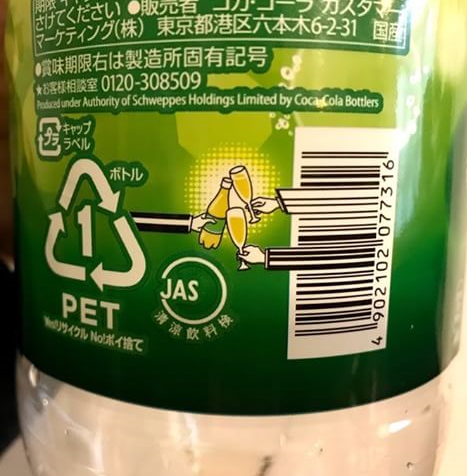 さけてください ●販売者 コカ･コーラ カスタマー
マーケティング(株) 東京都港区六本木6-2-31 国産
●賞味期限右は製造所固有記号
★お客様相談室 0120-308509
Produced under Authority of Schweppes Holdings Limited by Coca-Cola Bottlers
プラ
キャップ
ラベル
ボトル
1
PET
Yes!リサイクル No!ポイ捨て
JAS
清涼飲料検
4 902102 077316